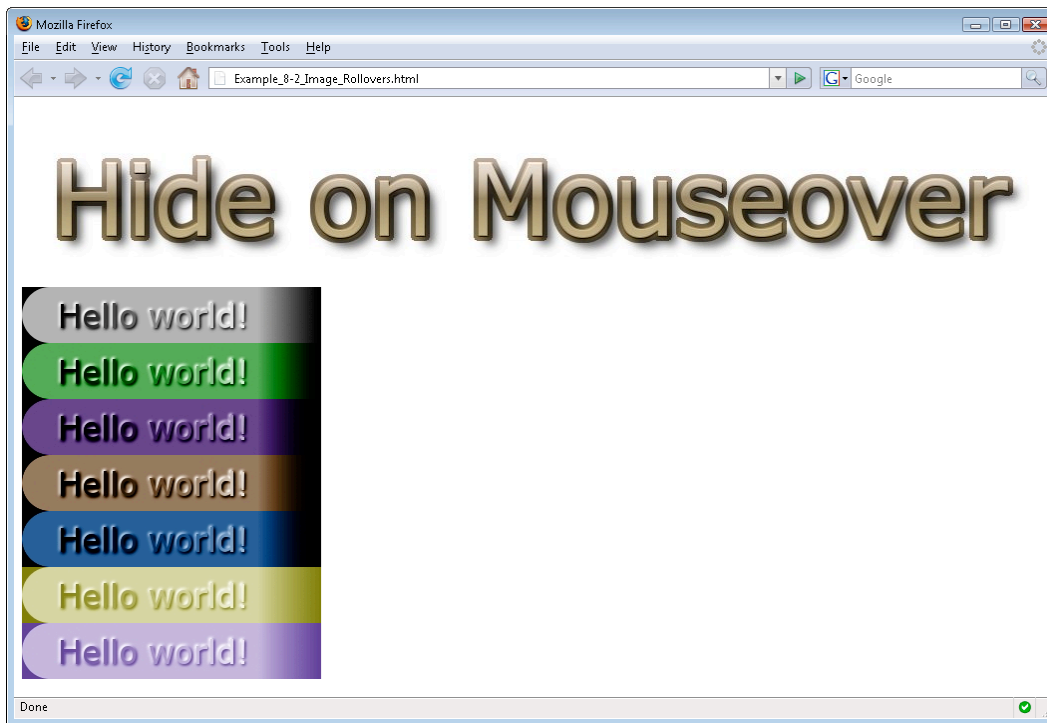 Mozilla Firefox
File Edit View History Bookmarks Tools Help
Example_8-2_Image_Rollovers.html
G Google
Hide on Mouseover
Hello world!
Hello world!
Hello world!
Hello world!
Hello world!
Hello world!
Hello world!
Done